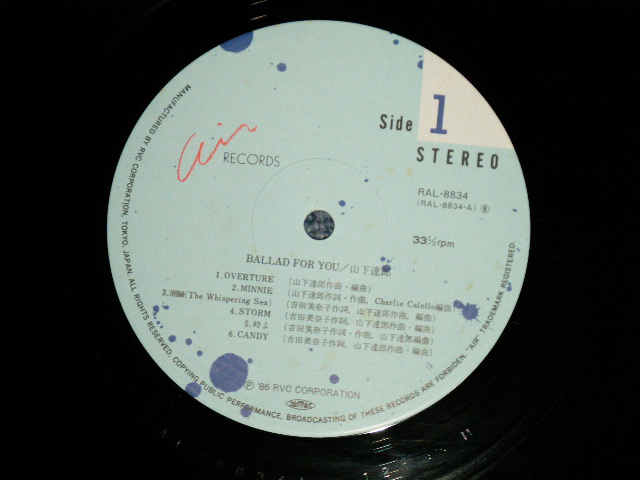 Side 1
STEREO
Air RECORDS
RAL-8834
(RAL-8834-A) Ⓡ
33⅓rpm
BALLAD FOR YOU／山下達郎
1.OVERTURE (山下達郎作曲・編曲)
2.MINNIE (山下達郎作詞・作曲, Charlie Calello編曲)
3.潮騒(The Whispering Sea) (吉田美奈子作詞, 山下達郎作曲, 編曲)
4.STORM (吉田美奈子作詞, 山下達郎作曲・編曲)
5.時よ (吉田美奈子作詞・作曲, 山下達郎編曲)
6.CANDY (吉田美奈子作詞, 山下達郎作曲・編曲)
Ⓟ '86 RVC CORPORATION
MANUFACTURED BY RVC CORPORATION, TOKYO, JAPAN. ALL RIGHTS RESERVED, COPYING PUBLIC PERFORMANCE, BROADCASTING OF THESE RECORDS ARE FORBIDDEN. "AIR" TRADEMARK REGISTERED.